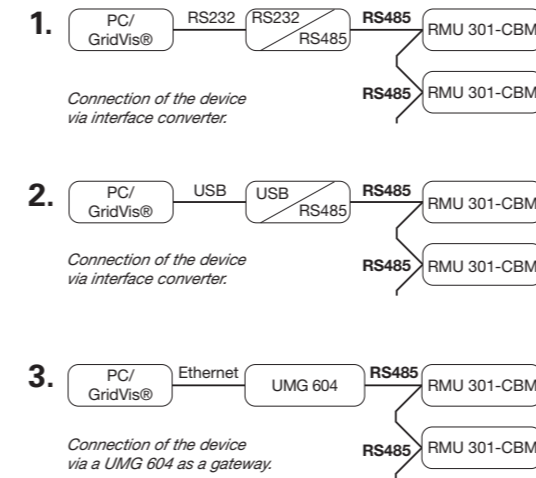 1.
PC/
GridVis®
RS232
RS232
RS485
RS485
RMU 301-CBM
RS485
RMU 301-CBM
Connection of the device
via interface converter.
2.
PC/
GridVis®
USB
USB
RS485
RS485
RMU 301-CBM
RS485
RMU 301-CBM
Connection of the device
via interface converter.
3.
PC/
GridVis®
Ethernet
UMG 604
RS485
RMU 301-CBM
RS485
RMU 301-CBM
Connection of the device
via a UMG 604 as a gateway.